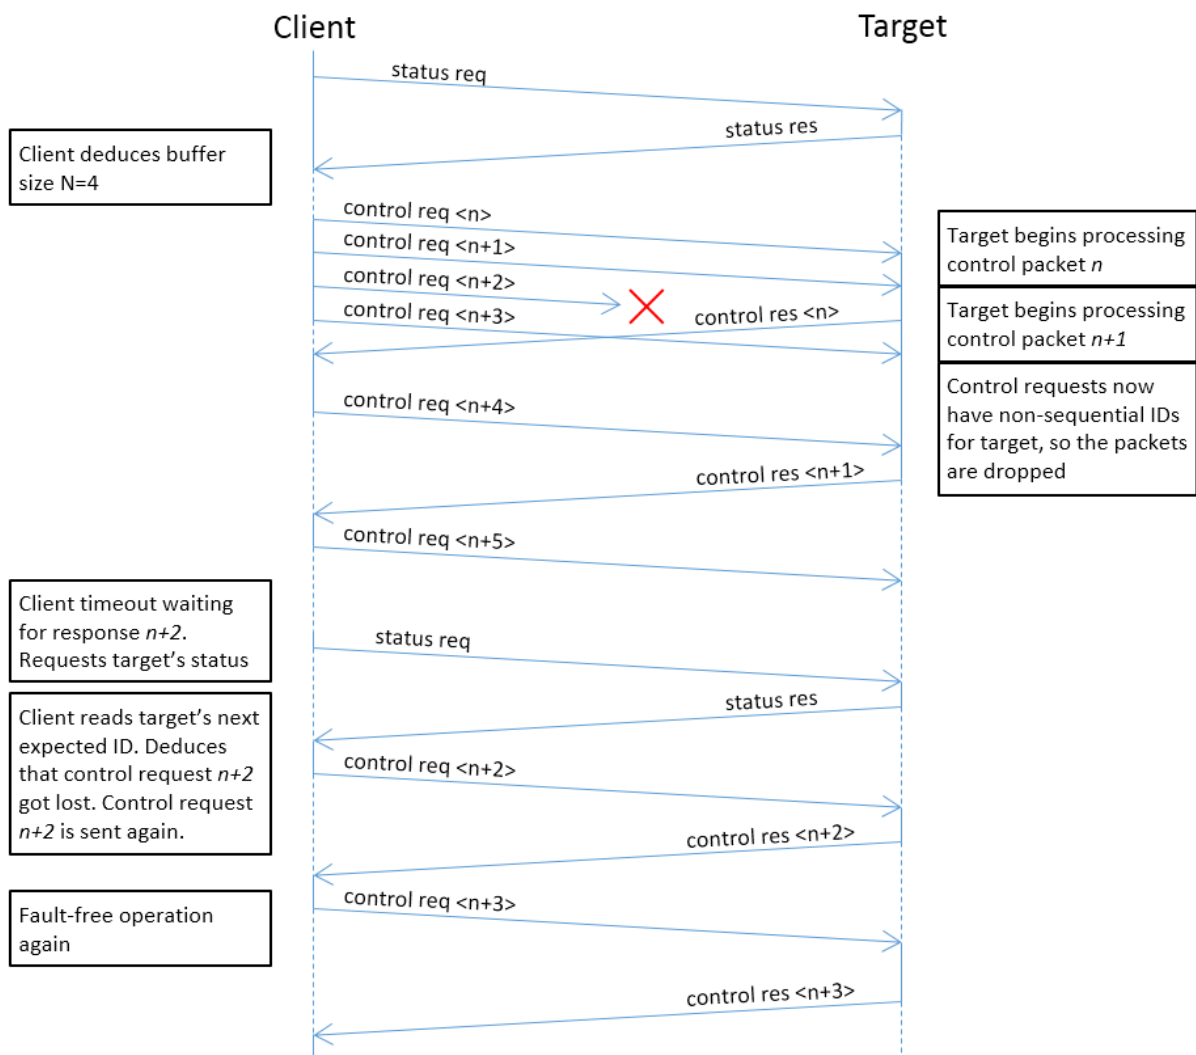 Client
Target
status req
status res
Client deduces buffer
size N=4
control req <n>
control req <n+1>
control req <n+2>
control req <n+3>
control res <n>
Target begins processing
control packet n
Target begins processing
control packet n+1
Control requests now
have non-sequential IDs
for target, so the packets
are dropped
control req <n+4>
control res <n+1>
control req <n+5>
Client timeout waiting
for response n+2.
Requests target’s status
status req
status res
Client reads target’s next
expected ID. Deduces
that control request n+2
got lost. Control request
n+2 is sent again.
control req <n+2>
control res <n+2>
control req <n+3>
Fault-free operation
again
control res <n+3>